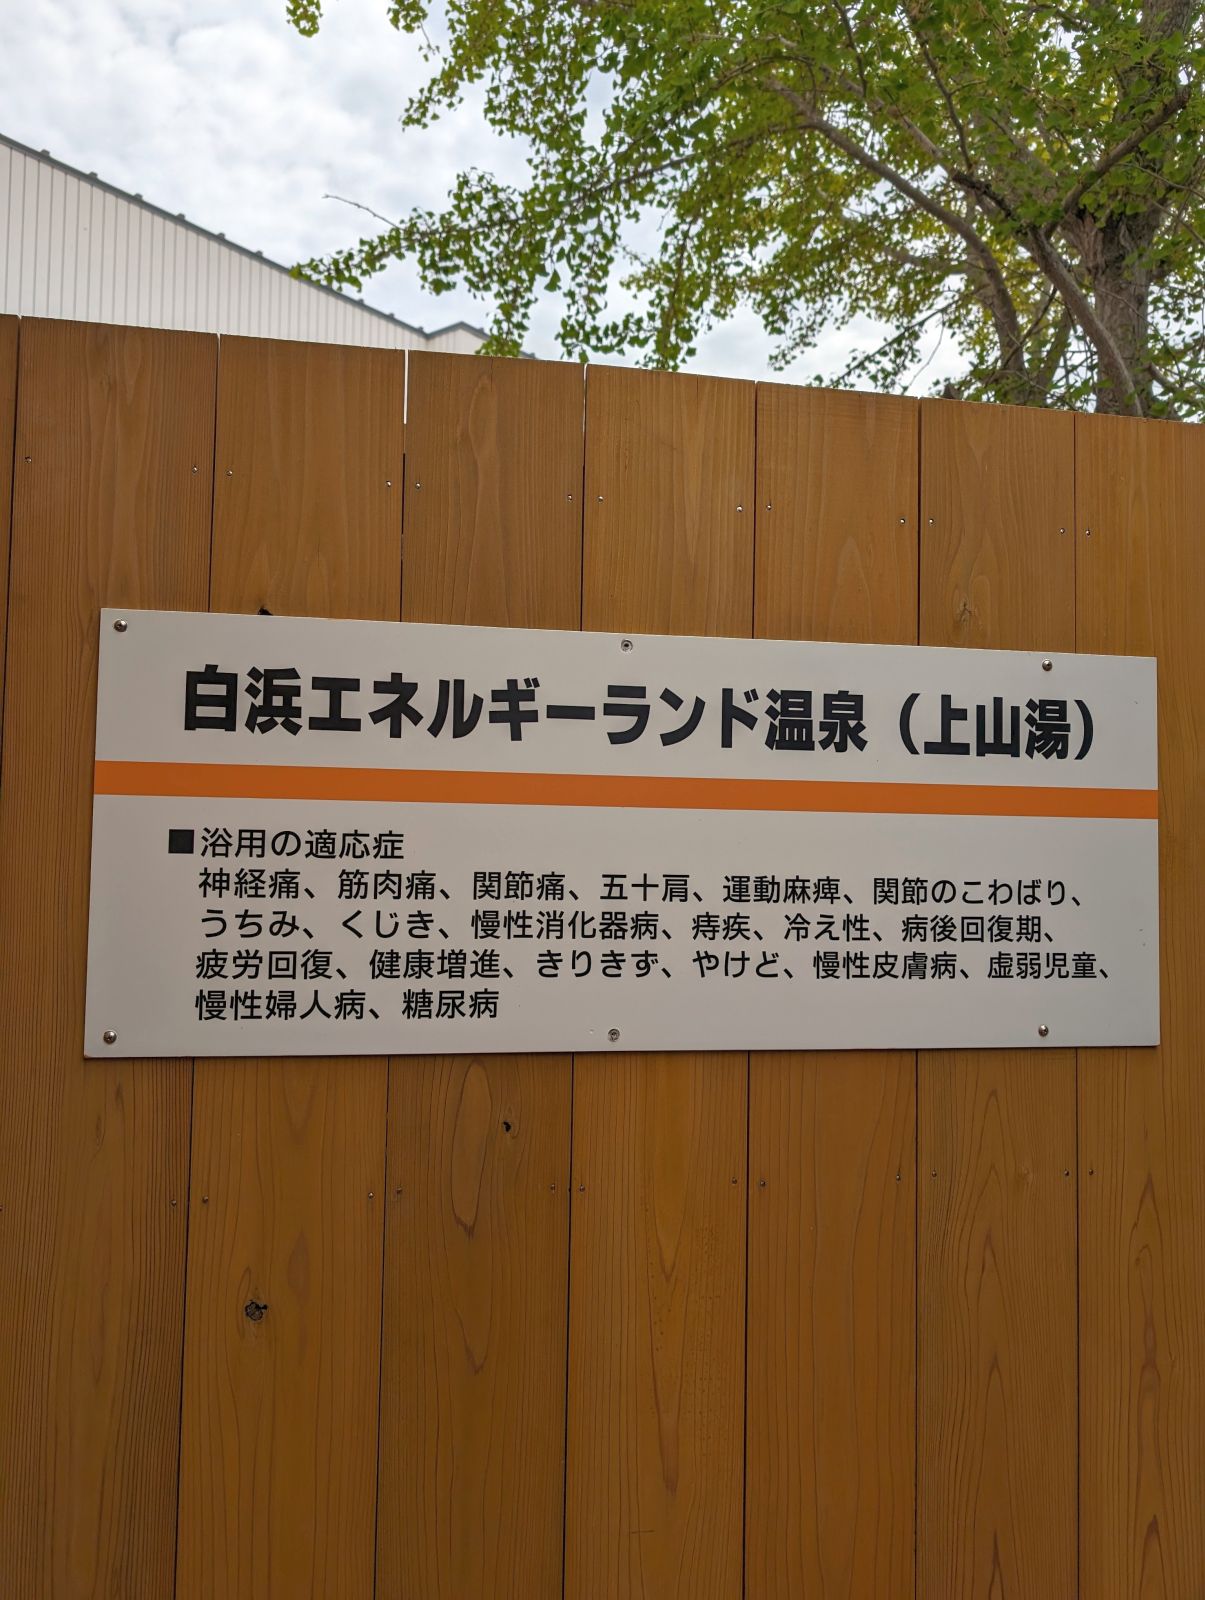 白浜エネルギーランド温泉（上山湯）
■浴用の適応症
神経痛、筋肉痛、関節痛、五十肩、運動麻痺、関節のこわばり、
うちみ、くじき、慢性消化器病、痔疾、冷え性、病後回復期、
疲労回復、健康増進、きりきず、やけど、慢性皮膚病、虚弱児童、
慢性婦人病、糖尿病